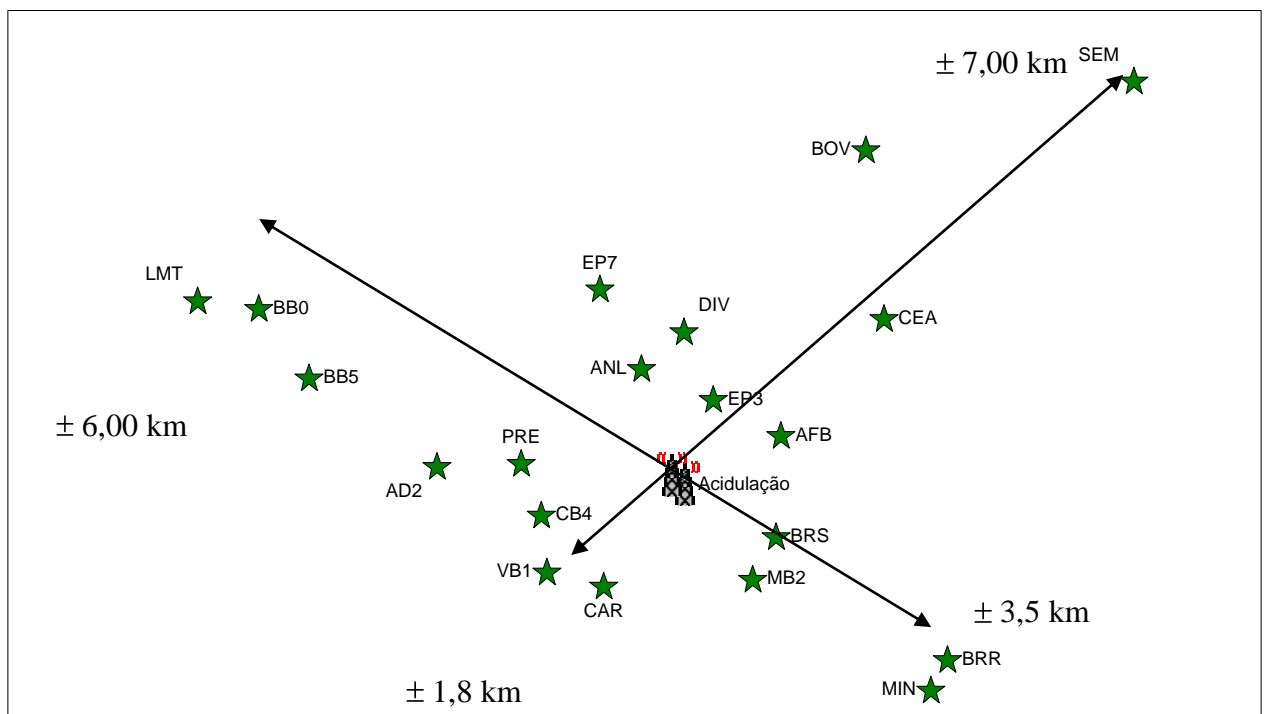 SEM
± 7,00 km
BOV
EP7
LMT
DIV
BB0
CEA
ANL
BB5
EP3
± 6,00 km
AFB
PRE
AD2
Acidulação
CB4
BRS
VB1
MB2
CAR
± 3,5 km
BRR
MIN
± 1,8 km